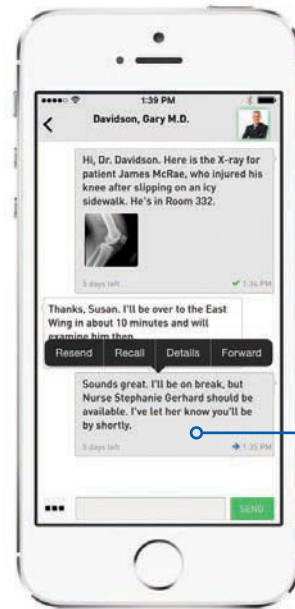 1:39 PM
Davidson, Gary M.D.
Hi, Dr. Davidson. Here is the X-ray for
patient James McRae, who injured his
knee after slipping on an icy
sidewalk. He's in Room 332.
5 days left 1:34 PM
Thanks, Susan. I'll be over to the East
Wing in about 10 minutes and will
examine him then.
Resend Recall Details Forward
Sounds great. I'll be on break, but
Nurse Stephanie Gerhard should be
available. I've let her know you'll be
by shortly.
5 days left 1:35 PM
SEND